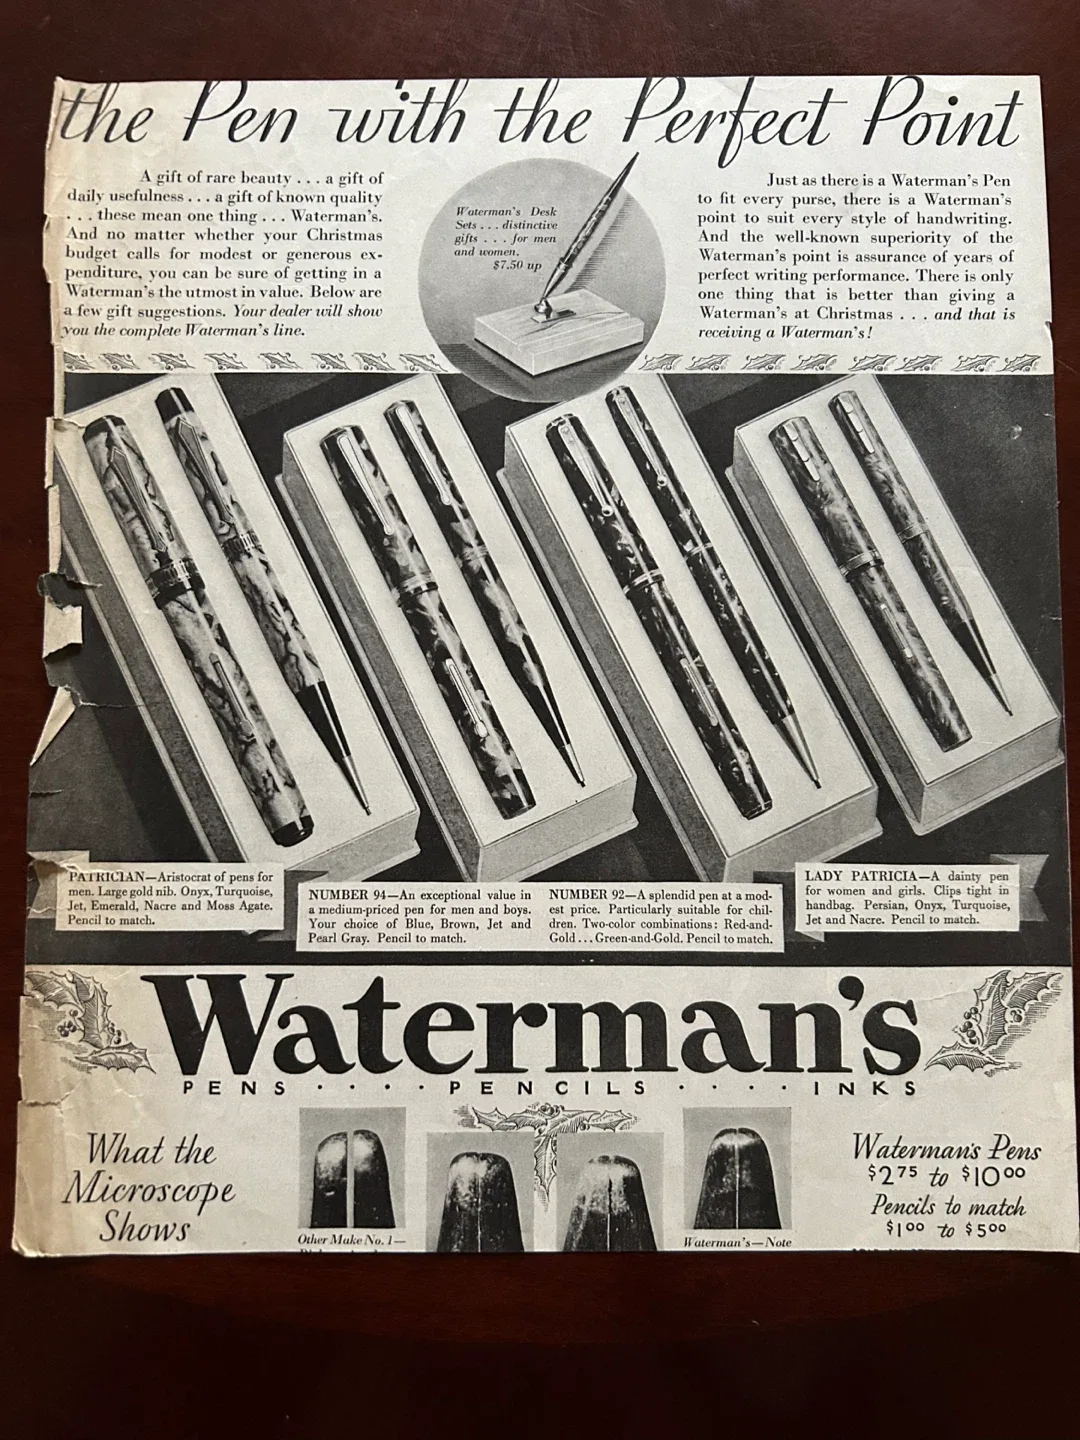 the Pen with the Perfect Point
A gift of rare beauty . . . a gift of
daily usefulness . . . a gift of known quality
. . . these mean one thing . . . Waterman's.
And no matter whether your Christmas
budget calls for modest or generous ex-
penditure, you can be sure of getting in a
Waterman's the utmost in value. Below are
a few gift suggestions. Your dealer will show
you the complete Waterman's line.
Waterman's Desk
Sets . . . distinctive
gifts . . . for men
and women.
$7.50 up
Just as there is a Waterman's Pen
to fit every purse, there is a Waterman's
point to suit every style of handwriting.
And the well-known superiority of the
Waterman's point is assurance of years of
perfect writing performance. There is only
one thing that is better than giving a
Waterman's at Christmas . . . and that is
receiving a Waterman's!
PATRICIAN—Aristocrat of pens for
men. Large gold nib. Onyx, Turquoise,
Jet, Emerald, Nacre and Moss Agate.
Pencil to match.
NUMBER 94—An exceptional value in
a medium-priced pen for men and boys.
Your choice of Blue, Brown, Jet and
Pearl Gray. Pencil to match.
NUMBER 92—A splendid pen at a mod-
est price. Particularly suitable for chil-
dren. Two-color combinations: Red-and-
Gold . . . Green-and-Gold. Pencil to match.
LADY PATRICIA—A dainty pen
for women and girls. Clips tight in
handbag. Persian, Onyx, Turquoise,
Jet and Nacre. Pencil to match.
Waterman's
PENS · · · · PENCILS · · · · INKS
What the
Microscope
Shows
Other Make No. 1—
Waterman's—Note
Waterman's Pens
$2.75 to $10.00
Pencils to match
$1.00 to $5.00